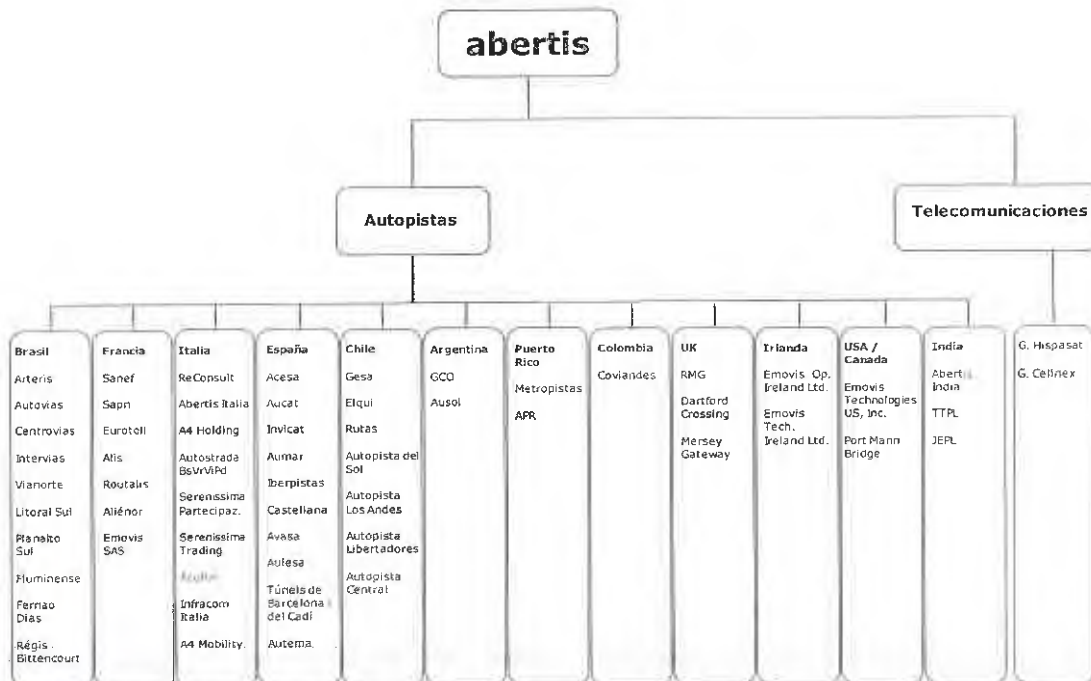 abertis
Autopistas
Telecomunicaciones
Brasil
Arteris
Autovias
Centrovias
Intervias
Vianorte
Litoral Sul
Planalto
Sul
Fluminense
Fernao
Dias
Régis
Bittencourt
Francia
Sanef
Sapn
Eurotoll
Alis
Routalis
Aliénor
Emovis
SAS
Italia
ReConsult
Abertis Italia
A4 Holding
Autostrada
BsVrViPd
Serenissima
Partecipaz.
Serenissima
Trading
Infracom
Italia
A4 Mobility.
España
Acesa
Aucat
Invicat
Aumar
Iberpistas
Castellana
Avasa
Aulesa
Túnels de
Barcelona i
del Cadí
Autema
Chile
Gesa
Elqui
Rutas
Autopista del
Sol
Autopista
Los Andes
Autopista
Libertadores
Autopista
Central
Argentina
GCO
Ausol
Puerto
Rico
Metropistas
APR
Colombia
Coviandes
UK
RMG
Dartford
Crossing
Mersey
Gateway
Irlanda
Emovis Op.
Ireland Ltd.
Emovis
Tech.
Ireland Ltd.
USA /
Canada
Emovis
Technologies
US, Inc.
Port Mann
Bridge
India
Abertis
India
TTPL
JEPL
G. Hispasat
G. Cellnex